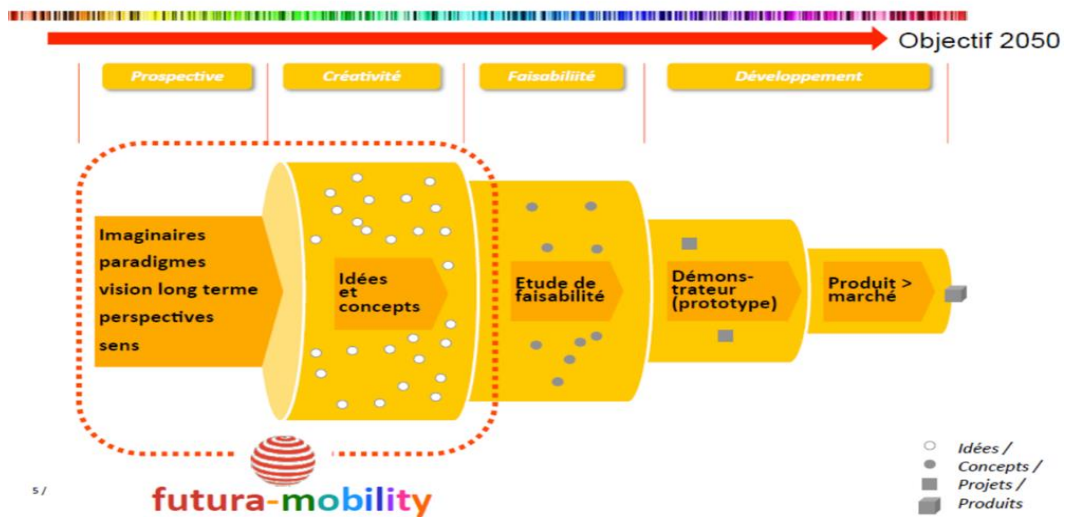 Objectif 2050
Prospective
Créativité
Faisabiliité
Développement
Imaginaires
paradigmes
vision long terme
perspectives
sens
Idées
et
concepts
Etude de
faisabilité
Démons-
trateur
(prototype)
Produit >
marché
Idées /
Concepts /
Projets /
Produits
5 /
futura-mobility